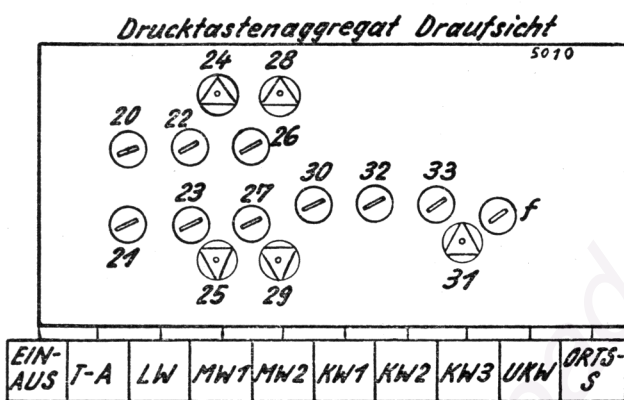 Drucktastenaggregat Draufsicht
5010
24 28
20 22 26
30 32 33
23 27 f
21 25 29 31
EIN-AUS T-A LW MW1 MW2 KW1 KW2 KW3 UKW ORTS-S